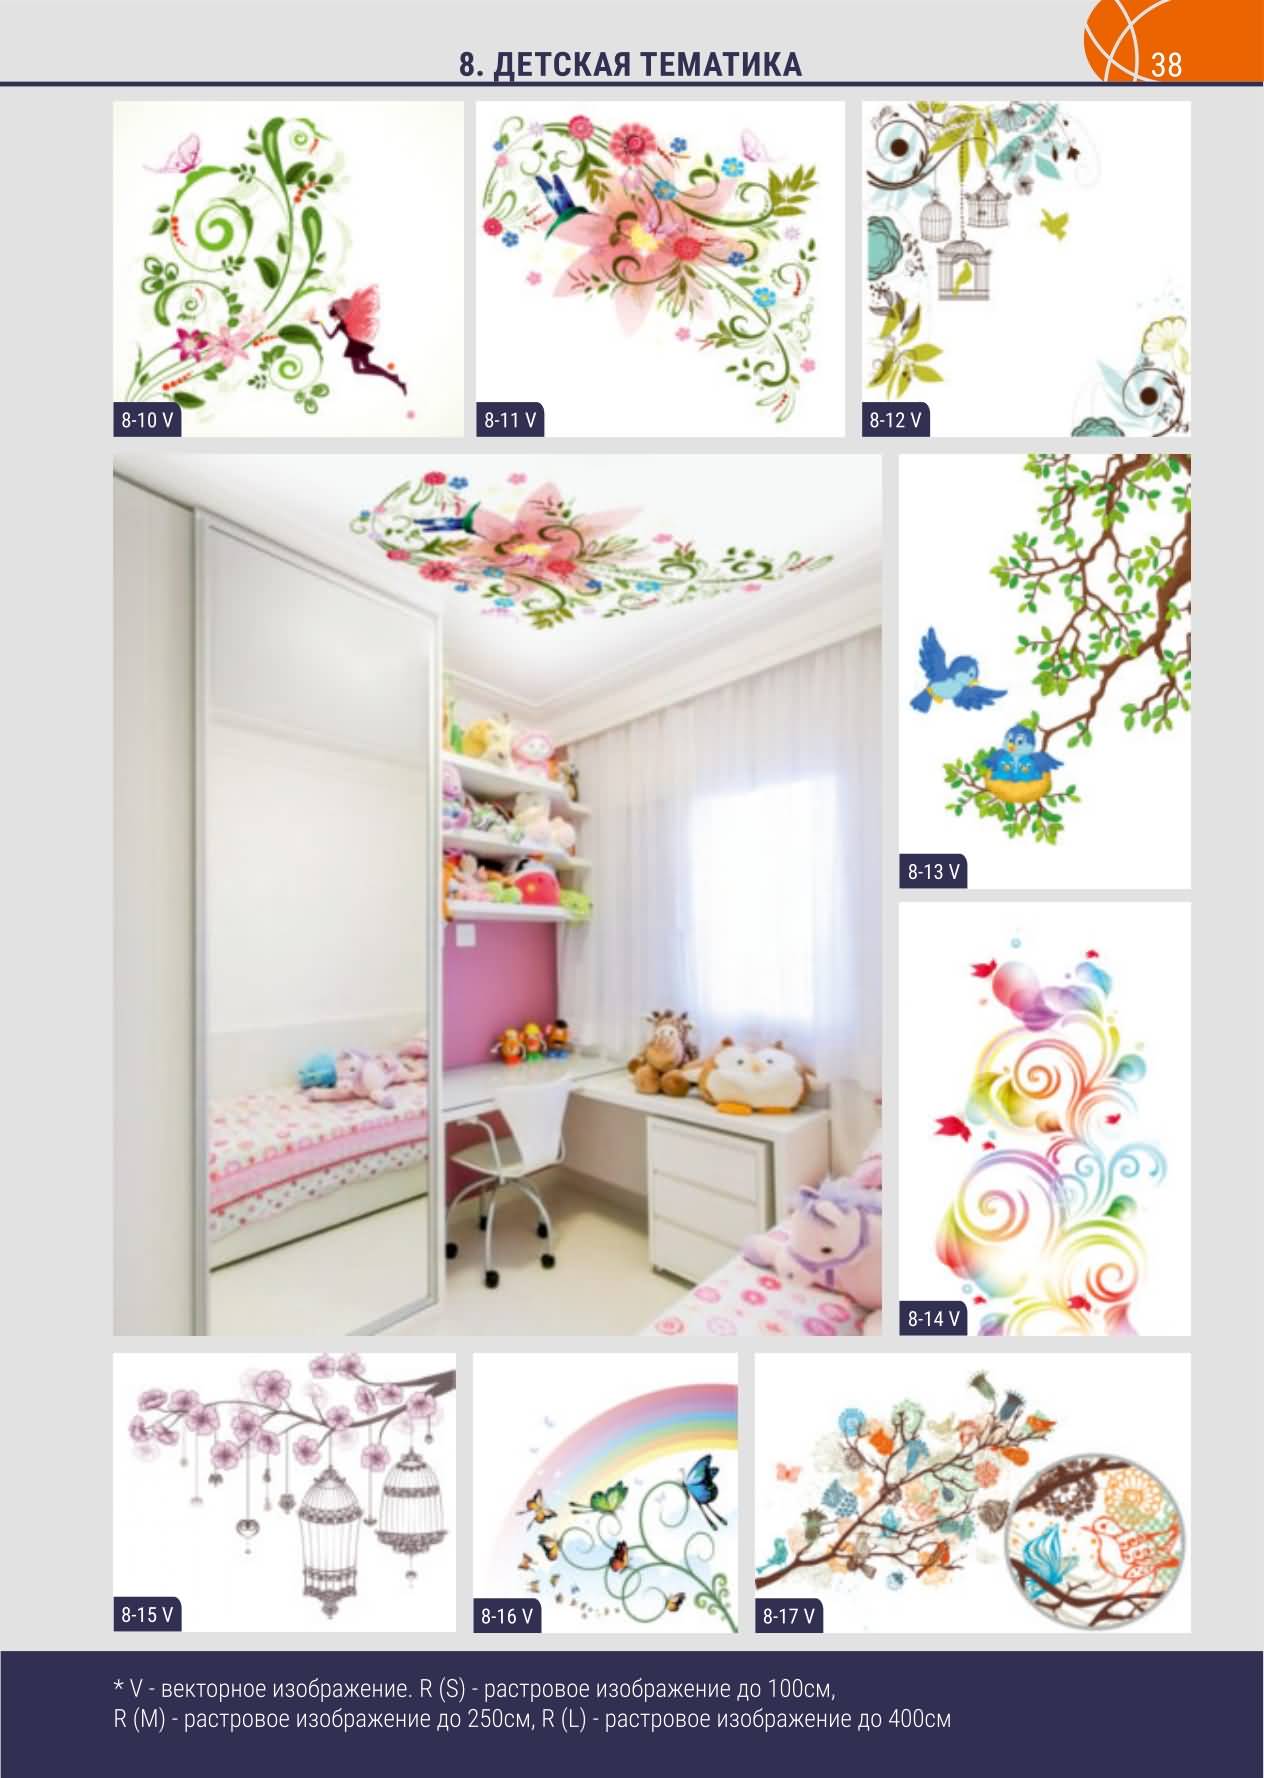 8. ДЕТСКАЯ ТЕМАТИКА
38
8-10 V
8-11 V
8-12 V
8-13 V
8-14 V
8-15 V
8-16 V
8-17 V
* V - векторное изображение. R (S) - растровое изображение до 100см,
R (M) - растровое изображение до 250см, R (L) - растровое изображение до 400см